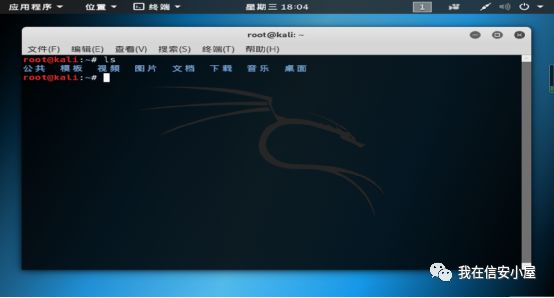 应用程序 位置 终端 星期三 18:04 1
root@kali: ~
文件(F) 编辑(E) 查看(V) 搜索(S) 终端(T) 帮助(H)
root@kali:~# ls
公共 模板 视频 图片 文档 下载 音乐 桌面
root@kali:~#
我在信安小屋